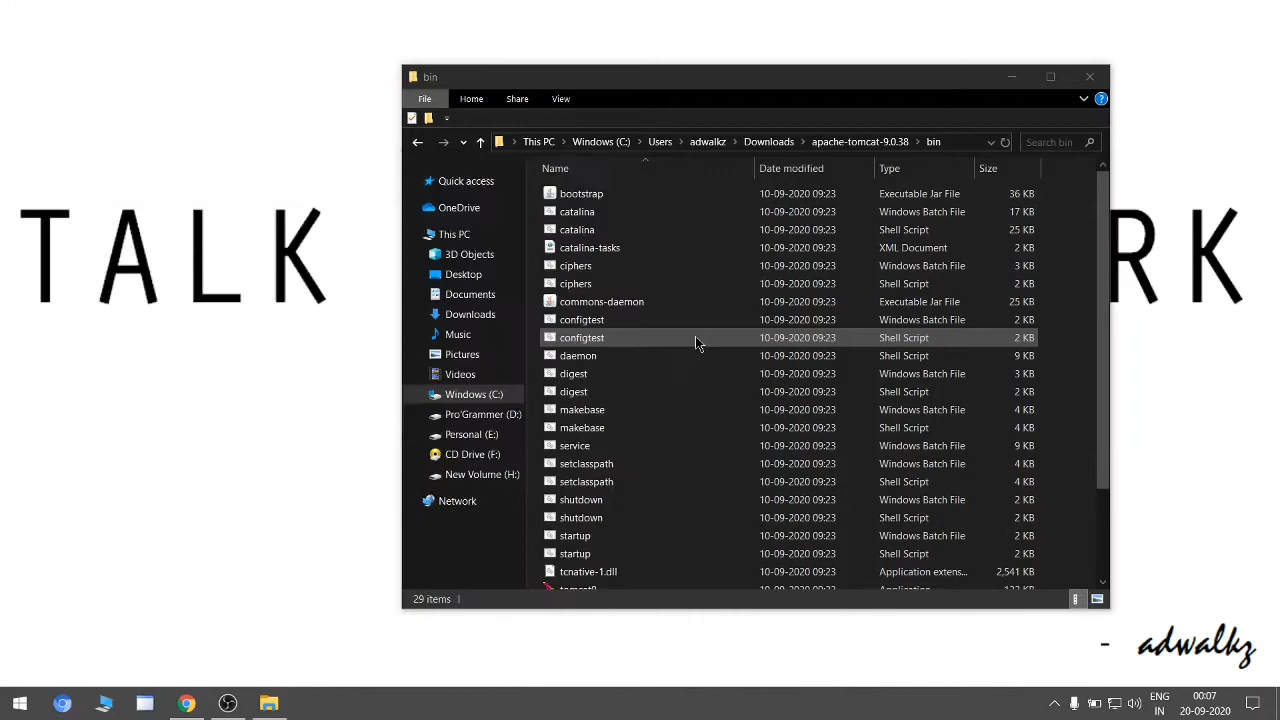 TALK RK
bin
File Home Share View
This PC Windows (C:) Users adwalkz Downloads apache-tomcat-9.0.38 bin Search bin
Name Date modified Type Size
Quick access
OneDrive
This PC
3D Objects
Desktop
Documents
Downloads
Music
Pictures
Videos
Windows (C:)
Pro'Grammer (D:)
Personal (E:)
CD Drive (F:)
New Volume (H:)
Network
bootstrap 10-09-2020 09:23 Executable Jar File 36 KB
catalina 10-09-2020 09:23 Windows Batch File 17 KB
catalina 10-09-2020 09:23 Shell Script 25 KB
catalina-tasks 10-09-2020 09:23 XML Document 2 KB
ciphers 10-09-2020 09:23 Windows Batch File 3 KB
ciphers 10-09-2020 09:23 Shell Script 2 KB
commons-daemon 10-09-2020 09:23 Executable Jar File 25 KB
configtest 10-09-2020 09:23 Windows Batch File 2 KB
configtest 10-09-2020 09:23 Shell Script 2 KB
daemon 10-09-2020 09:23 Shell Script 9 KB
digest 10-09-2020 09:23 Windows Batch File 3 KB
digest 10-09-2020 09:23 Shell Script 2 KB
makebase 10-09-2020 09:23 Windows Batch File 4 KB
makebase 10-09-2020 09:23 Shell Script 4 KB
service 10-09-2020 09:23 Windows Batch File 9 KB
setclasspath 10-09-2020 09:23 Windows Batch File 4 KB
setclasspath 10-09-2020 09:23 Shell Script 4 KB
shutdown 10-09-2020 09:23 Windows Batch File 2 KB
shutdown 10-09-2020 09:23 Shell Script 2 KB
startup 10-09-2020 09:23 Windows Batch File 2 KB
startup 10-09-2020 09:23 Shell Script 2 KB
tcnative-1.dll 10-09-2020 09:23 Application extens... 2,541 KB
29 items
- adwalkz
ENG
IN
00:07
20-09-2020